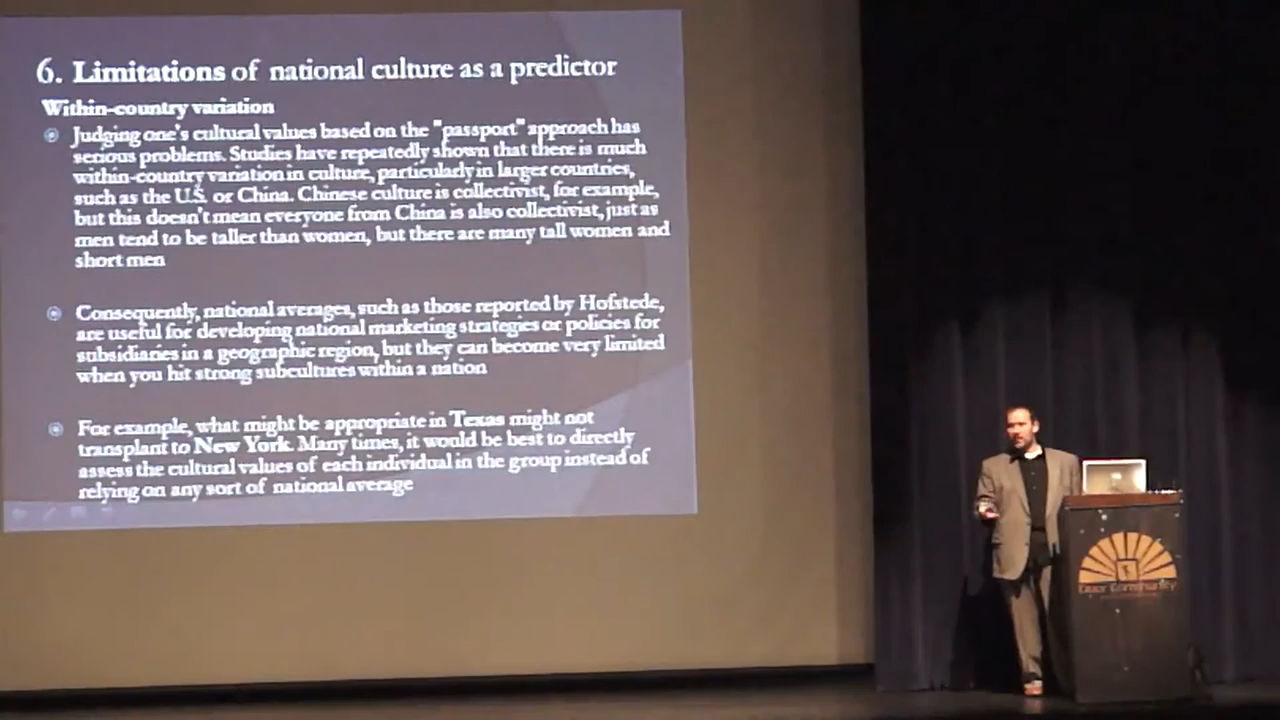 6. Limitations of national culture as a predictor
Within-country variation
Judging one's cultural values based on the "passport" approach has
serious problems. Studies have repeatedly shown that there is much
within-country variation in culture, particularly in larger countries,
such as the U.S. or China. Chinese culture is collectivist, for example,
but this doesn't mean everyone from China is also collectivist, just as
men tend to be taller than women, but there are many tall women and
short men
Consequently, national averages, such as those reported by Hofstede,
are useful for developing national marketing strategies or policies for
subsidiaries in a geographic region, but they can become very limited
when you hit strong subcultures within a nation
For example, what might be appropriate in Texas might not
transplant to New York. Many times, it would be best to directly
assess the cultural values of each individual in the group instead of
relying on any sort of national average
Community